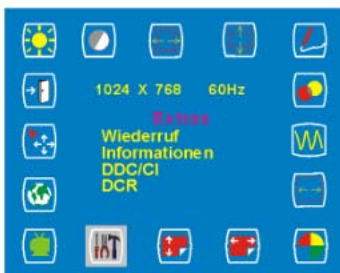 1024 X 768 60Hz
Extras
Wiederruf
Informationen
DDC/CI
DCR